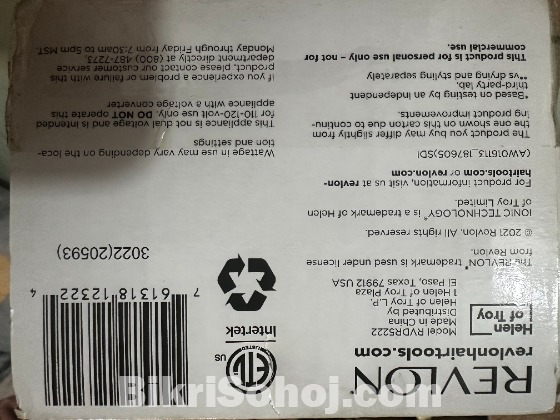 REVLON
revlonhairtools.com
Helen
of Troy
Model RVDR5222
Made in China
Distributed by
Helen of Troy L.P.
1 Helen of Troy Plaza
El Paso, Texas 79912 USA
The REVLON® trademark is used under license
from Revlon.
© 2021 Revlon. All rights reserved.
IONIC TECHNOLOGY® is a trademark of Helen
of Troy Limited.
For product information, visit us at revlon-
hairtools.com or revlon.com
(AW016113_187605)SDI
The product you buy may differ slightly from
the one shown on this carton due to continu-
ing product improvements.
*Based on testing by an independent
third-party lab.
**vs drying and styling separately
This product is for personal use only – not for
commercial use.
ETL
US
Intertek
7 61318 12322 4
3022(20593)
Wattage in use may vary depending on the loca-
tion and settings
This appliance is not dual voltage and is intended
for 110-120-volt use only. DO NOT operate this
appliance with a voltage converter
If you experience a problem or failure with this
product, please contact our customer service
department directly at (800) 487-7273,
Monday through Friday from 7:30am to 5pm MST.
BikriSohoj.com